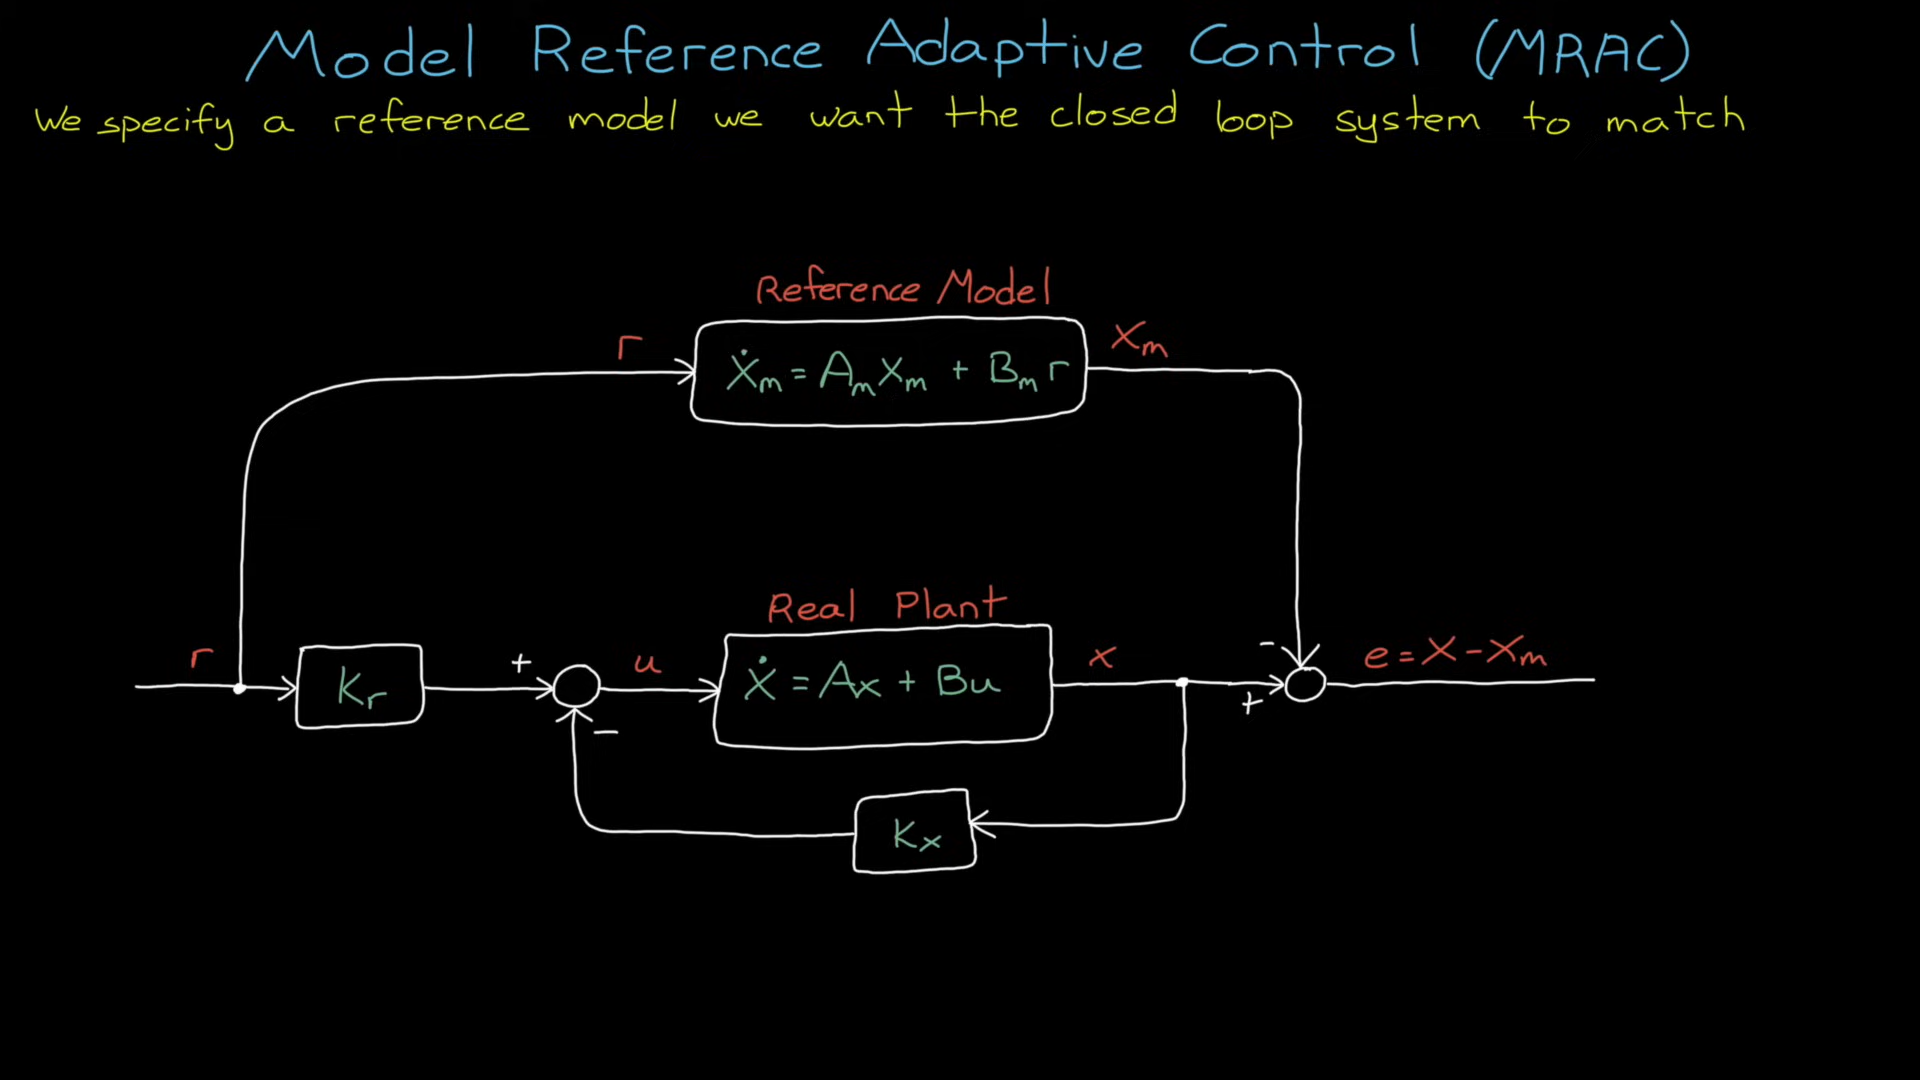 Model Reference Adaptive Control (MRAC)
We specify a reference model we want the closed loop system to match
Reference Model
r
Ẋm = AmXm + Bm r
Xm
Real Plant
r
Kr
+
u
Ẋ = Ax + Bu
x
-
e = X - Xm
+
-
Kx